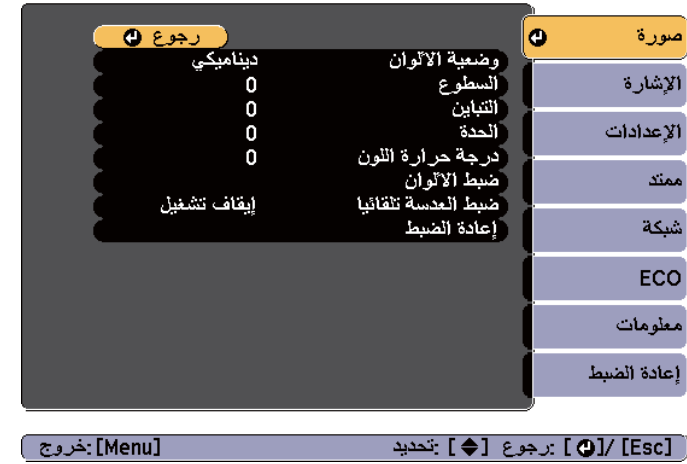 صورة
الإشارة
الإعدادات
ممتد
شبكة
ECO
معلومات
إعادة الضبط
رجوع
وضعية الألوان ديناميكي
السطوع 0
التباين 0
الحدة 0
درجة حرارة اللون 0
ضبط الألوان
ضبط العدسة تلقائيا إيقاف تشغيل
إعادة الضبط
[Esc] /[ ] :رجوع [ ] :تحديد [Menu] :خروج